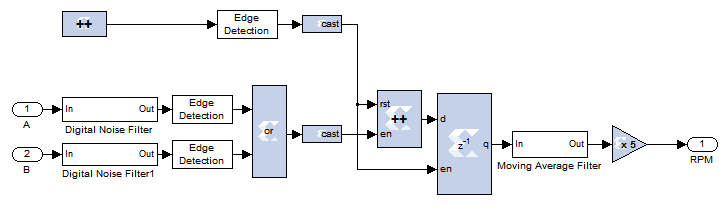 ++
Edge
Detection
cast
1
A
In Out
Digital Noise Filter
Edge
Detection
2
B
In Out
Digital Noise Filter1
Edge
Detection
or
cast
rst
en
++
d
en
z-1
q
In Out
Moving Average Filter
x 5
1
RPM